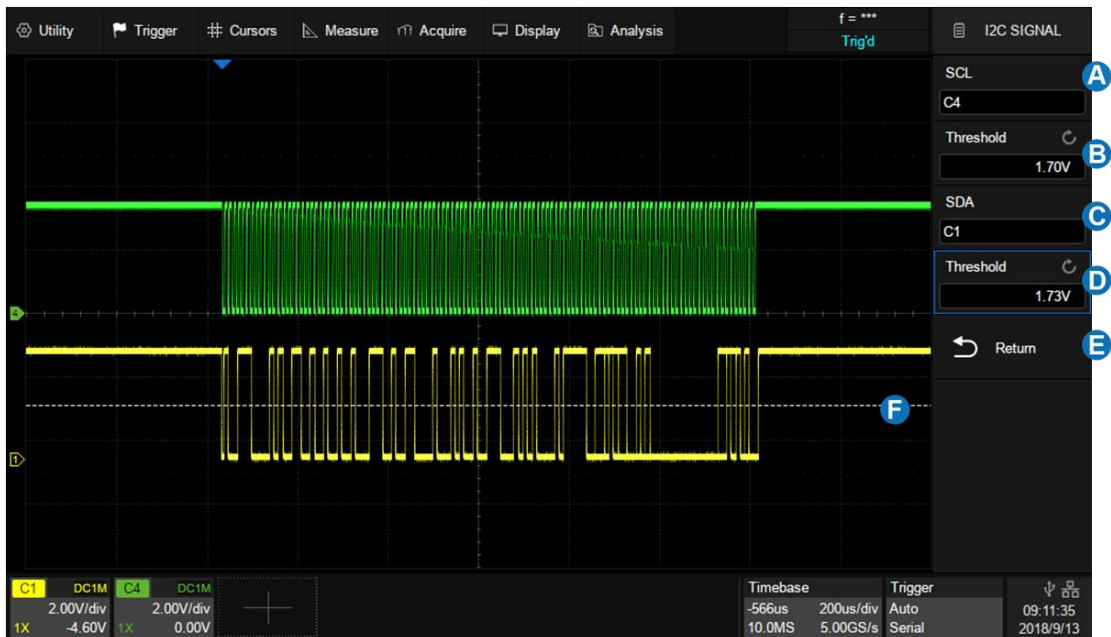 Utility
Trigger
Cursors
Measure
Acquire
Display
Analysis
f = ***
Trig'd
I2C SIGNAL
SCL
A
C4
Threshold
B
1.70V
SDA
C
C1
Threshold
D
1.73V
Return
E
4
F
1
C1 DC1M
2.00V/div
1X -4.60V
C4 DC1M
2.00V/div
1X 0.00V
Timebase
-566us 200us/div
10.0MS 5.00GS/s
Trigger
Auto
Serial
09:11:35
2018/9/13